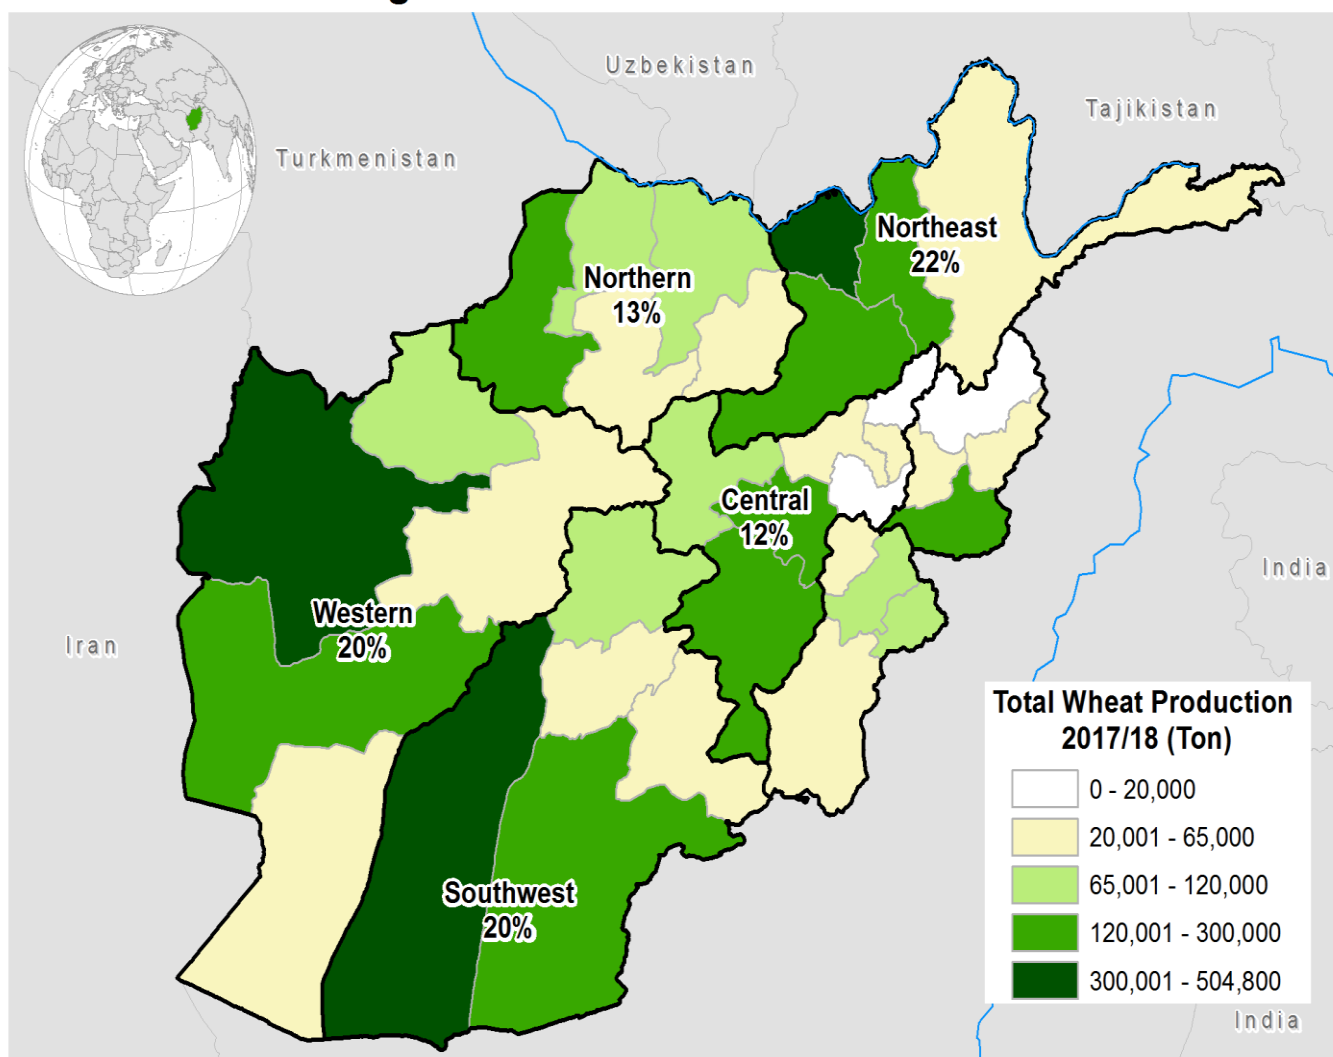 Uzbekistan
Tajikistan
Turkmenistan
Northeast
22%
Northern
13%
Central
12%
India
Western
20%
Iran
Total Wheat Production
2017/18 (Ton)
0 - 20,000
20,001 - 65,000
65,001 - 120,000
120,001 - 300,000
300,001 - 504,800
Southwest
20%
India